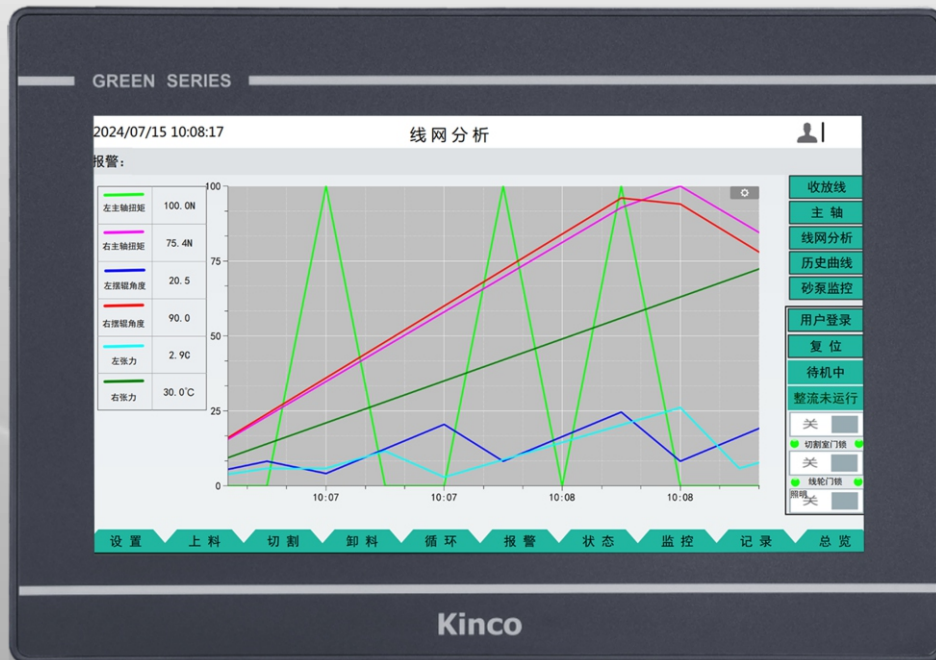 GREEN SERIES
2024/07/15 10:08:17
线网分析
报警：
左主轴扭矩 100.0N
右主轴扭矩 75.4N
左摆辊角度 20.5
右摆辊角度 90.0
左张力 2.9C
右张力 30.0℃
100
75
50
25
0
10:07
10:07
10:08
10:08
收放线
主 轴
线网分析
历史曲线
砂泵监控
用户登录
复 位
待机中
整流未运行
关
切割室门锁
关
线轮门锁
照明
关
设 置
上 料
切 割
卸 料
循 环
报 警
状 态
监 控
记 录
总 览
Kinco